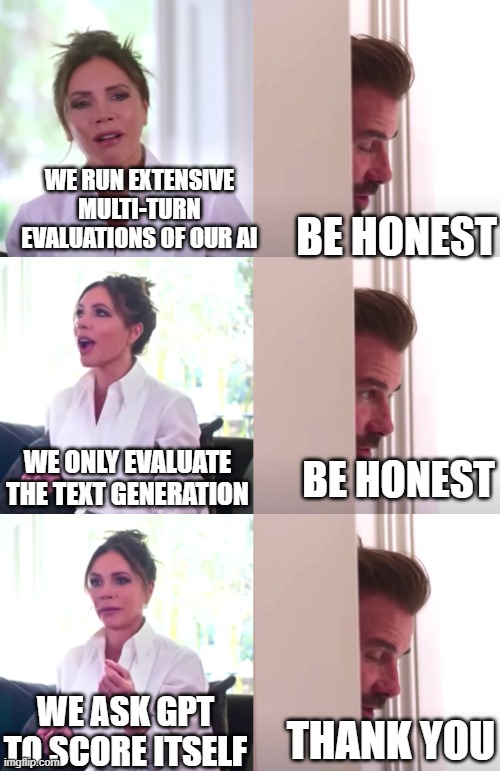 WE RUN EXTENSIVE
MULTI-TURN
EVALUATIONS OF OUR AI
BE HONEST
WE ONLY EVALUATE
THE TEXT GENERATION
BE HONEST
WE ASK GPT
TO SCORE ITSELF
THANK YOU
imgflip.com